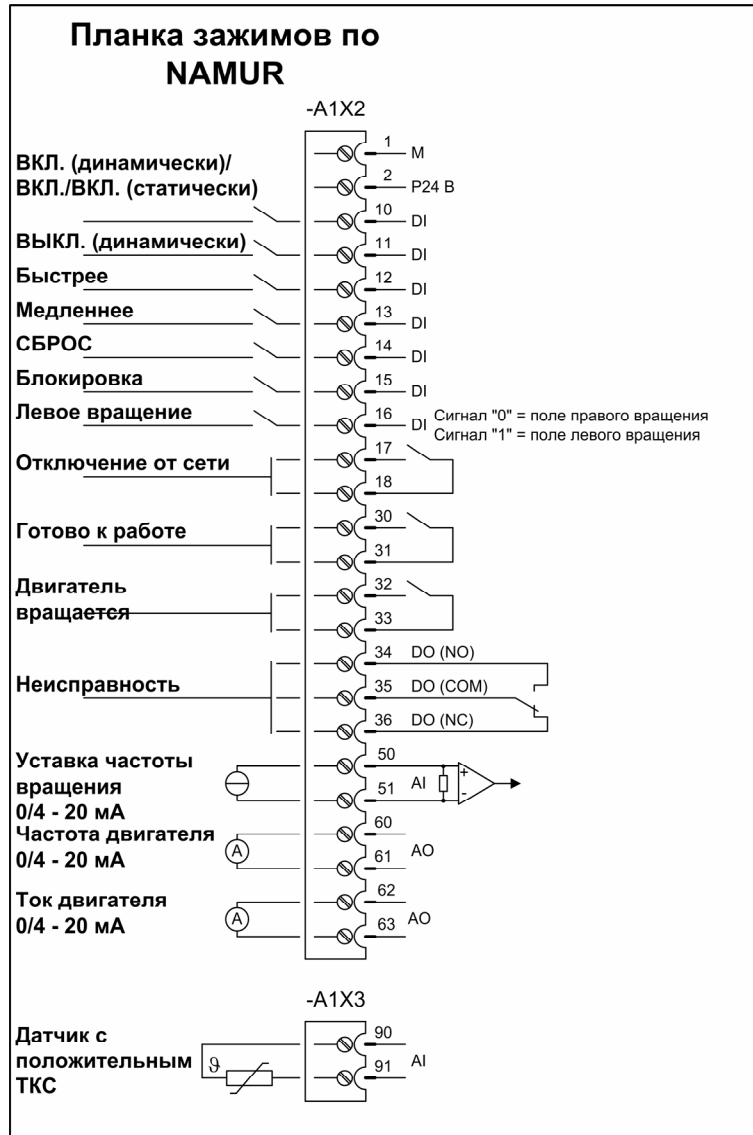 Планка зажимов по
NAMUR
-A1X2
1 M
ВКЛ. (динамически)/
ВКЛ./ВКЛ. (статически)
2 P24 В
10 DI
ВЫКЛ. (динамически) 11 DI
Быстрее 12 DI
Медленнее 13 DI
СБРОС 14 DI
Блокировка 15 DI
Левое вращение 16 DI
Сигнал "0" = поле правого вращения
Сигнал "1" = поле левого вращения
Отключение от сети
17
18
Готово к работе
30
31
Двигатель
вращается
32
33
Неисправность
34 DO (NO)
35 DO (COM)
36 DO (NC)
Уставка частоты
вращения
0/4 - 20 мА
50
51 AI + -
Частота двигателя
0/4 - 20 мА
A
60
61 AO
Ток двигателя
0/4 - 20 мА
A
62
63 AO
-A1X3
Датчик с
положительным
ТКС
ϑ
90
91 AI